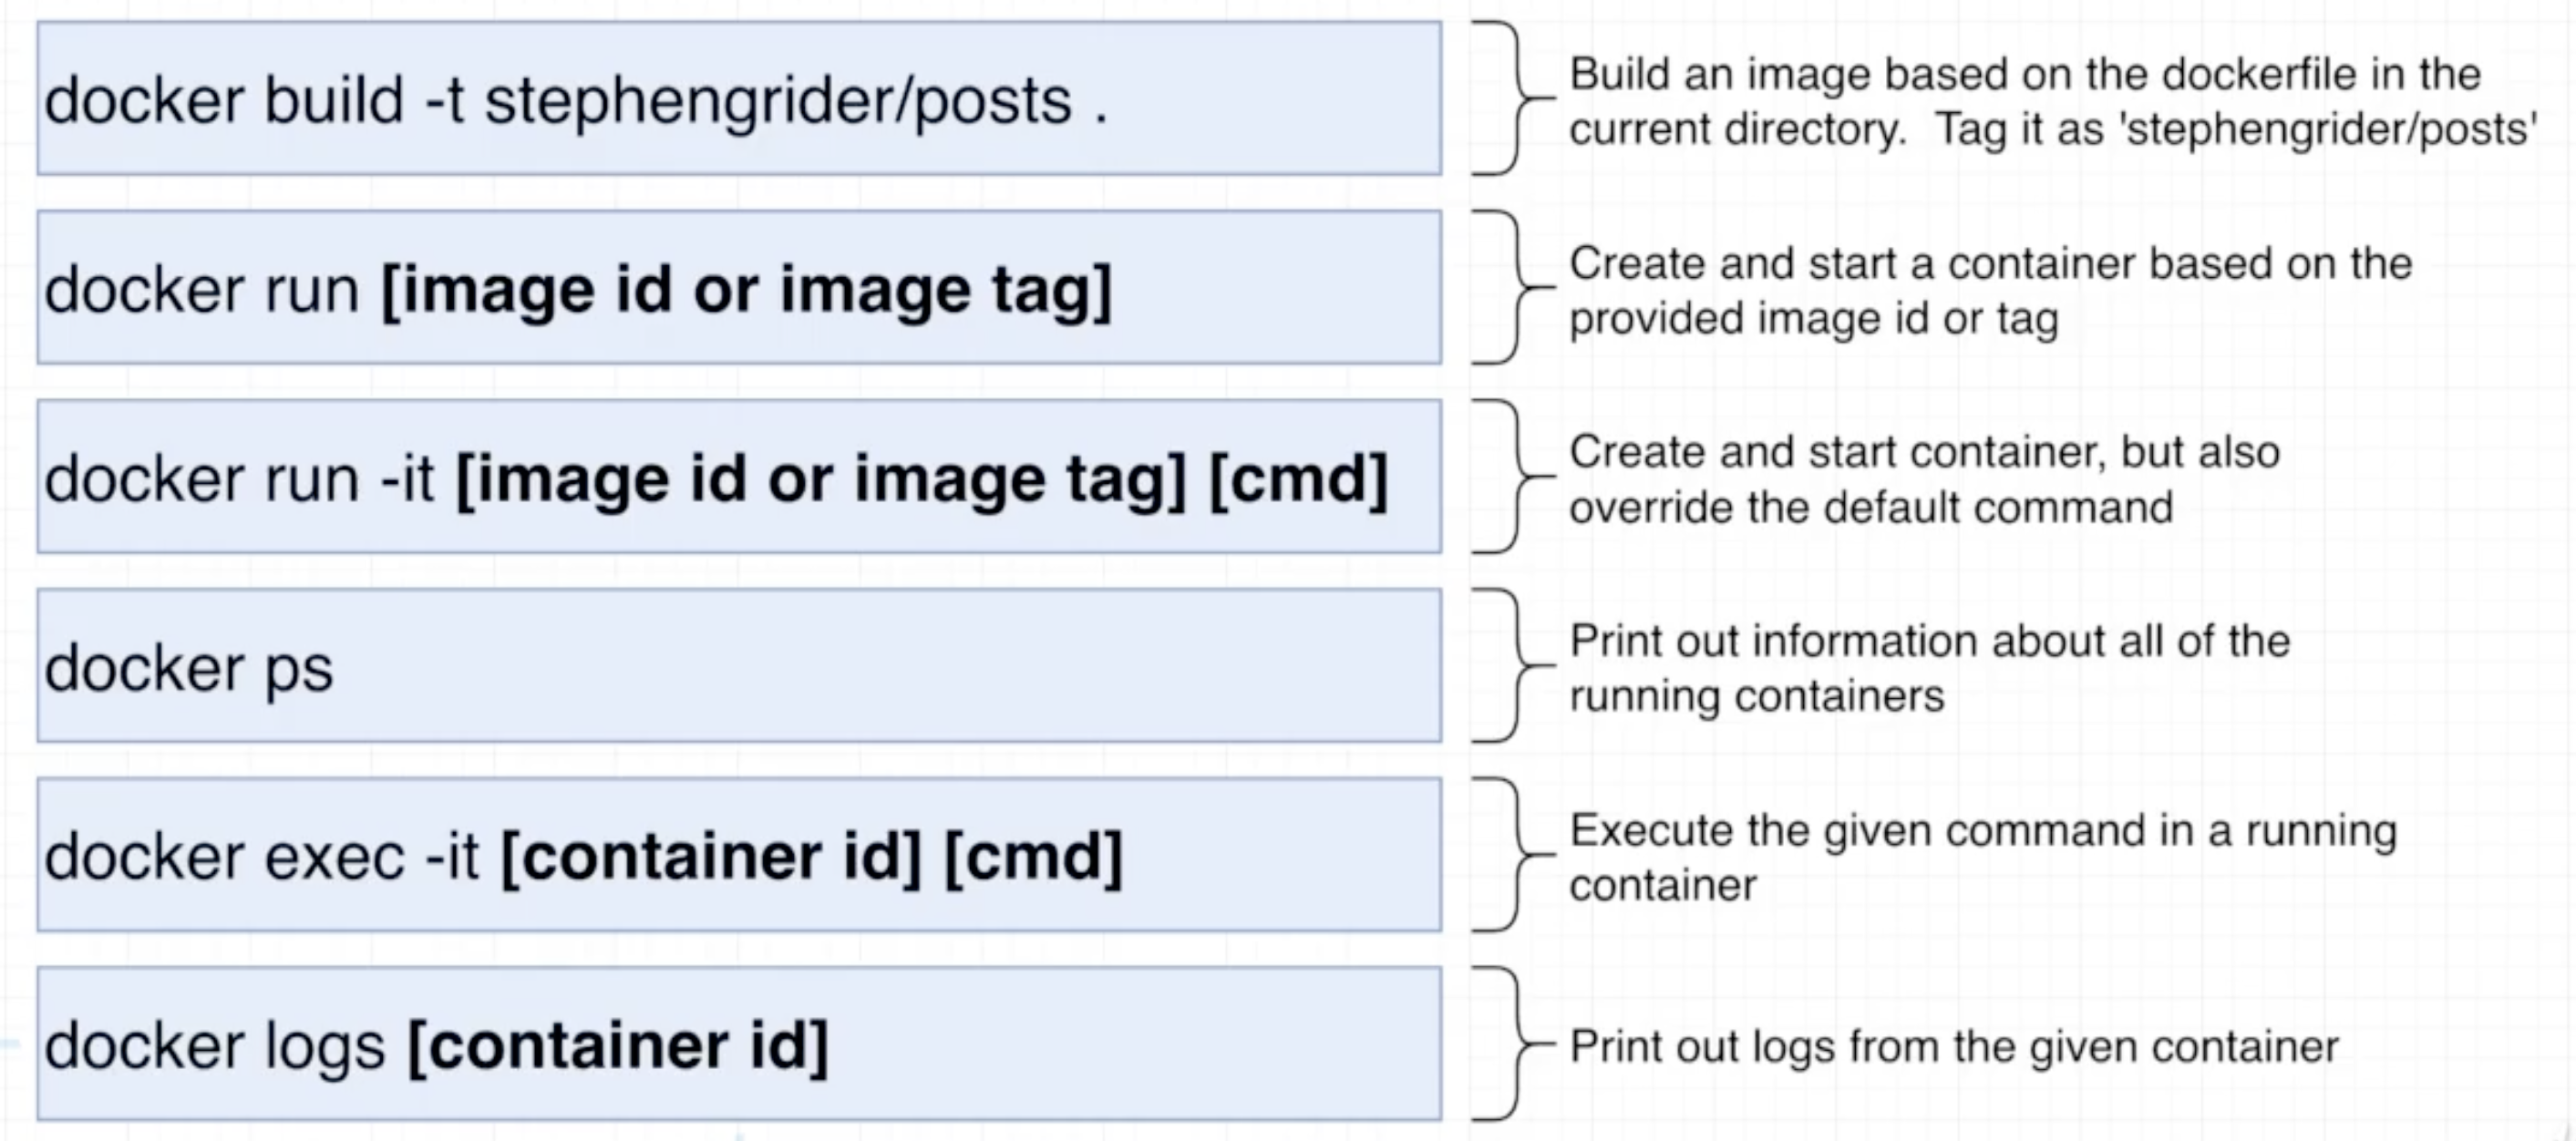 docker build -t stephengrider/posts .
Build an image based on the dockerfile in the
current directory.  Tag it as 'stephengrider/posts'
docker run [image id or image tag]
Create and start a container based on the
provided image id or tag
docker run -it [image id or image tag] [cmd]
Create and start container, but also
override the default command
docker ps
Print out information about all of the
running containers
docker exec -it [container id] [cmd]
Execute the given command in a running
container
docker logs [container id]
Print out logs from the given container